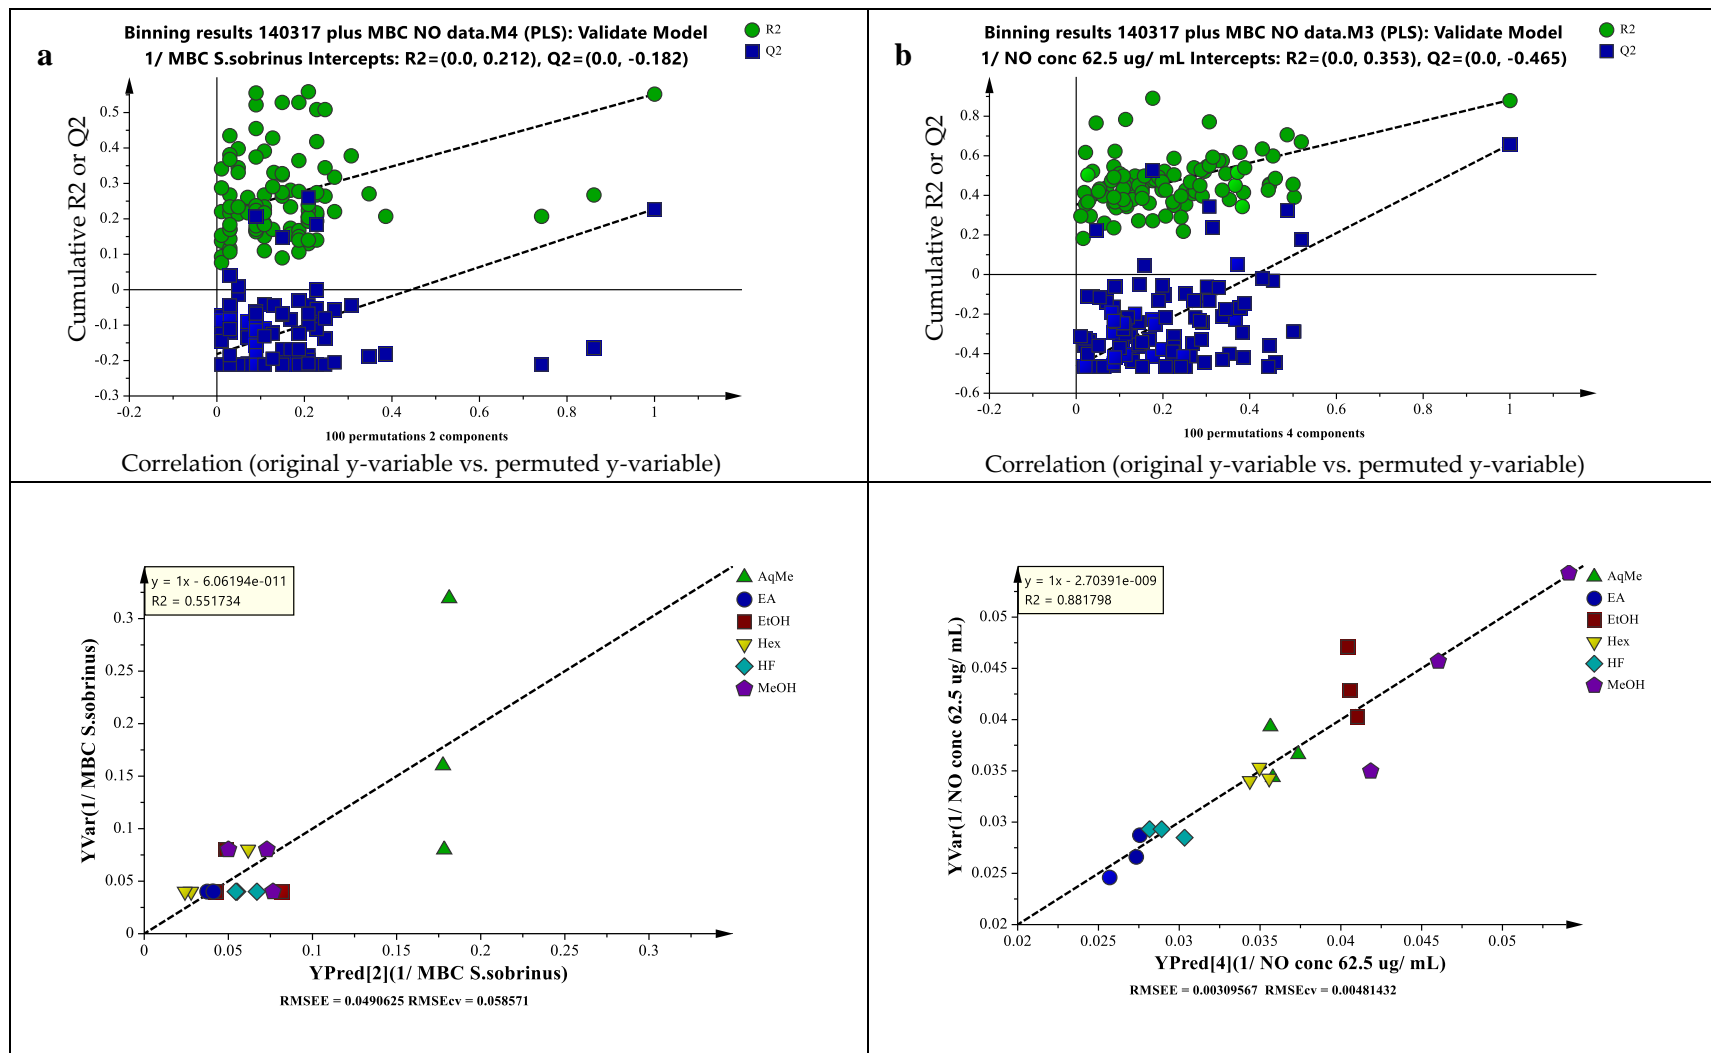 a
Binning results 140317 plus MBC NO data.M4 (PLS): Validate Model
1/ MBC S.sobrinus Intercepts: R2=(0.0, 0.212), Q2=(0.0, -0.182)
R2
Q2
Cumulative R2 or Q2
0.5
0.4
0.3
0.2
0.1
0
-0.1
-0.2
-0.3
-0.2
0
0.2
0.4
0.6
0.8
1
100 permutations 2 components
Correlation (original y-variable vs. permuted y-variable)
b
Binning results 140317 plus MBC NO data.M3 (PLS): Validate Model
1/ NO conc 62.5 ug/ mL Intercepts: R2=(0.0, 0.353), Q2=(0.0, -0.465)
R2
Q2
Cumulative R2 or Q2
0.8
0.6
0.4
0.2
0
-0.2
-0.4
-0.6
-0.2
0
0.2
0.4
0.6
0.8
1
100 permutations 4 components
Correlation (original y-variable vs. permuted y-variable)
y = 1x - 6.06194e-011
R2 = 0.551734
AqMe
EA
EtOH
Hex
HF
MeOH
YVar(1/ MBC S.sobrinus)
0.3
0.25
0.2
0.15
0.1
0.05
0
0
0.05
0.1
0.15
0.2
0.25
0.3
YPred[2](1/ MBC S.sobrinus)
RMSEE = 0.0490625 RMSEcv = 0.058571
y = 1x - 2.70391e-009
R2 = 0.881798
AqMe
EA
EtOH
Hex
HF
MeOH
YVar(1/ NO conc 62.5 ug/ mL)
0.05
0.045
0.04
0.035
0.03
0.025
0.02
0.02
0.025
0.03
0.035
0.04
0.045
0.05
YPred[4](1/ NO conc 62.5 ug/ mL)
RMSEE = 0.00309567 RMSEcv = 0.00481432